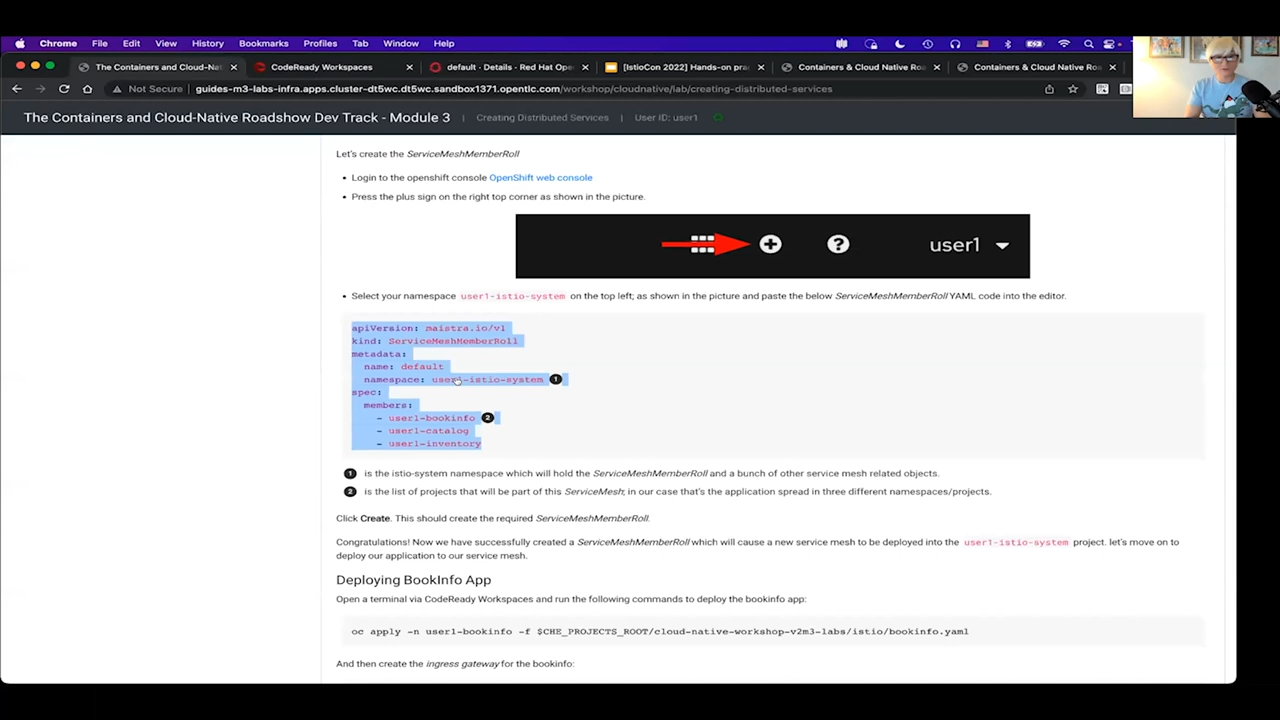 Chrome File Edit View History Bookmarks Profiles Tab Window Help
The Containers and Cloud-Nat
CodeReady Workspaces
default - Details - Red Hat Ope
[IstioCon 2022] Hands-on prac
Containers & Cloud Native Ro
Containers & Cloud Native Ro
Not Secure guides-m3-labs-infra.apps.cluster-dt5wc.dt5wc.sandbox1371.opentlc.com/workshop/cloudnative/lab/creating-distributed-services
The Containers and Cloud-Native Roadshow Dev Track - Module 3 | Creating Distributed Services | User ID: user1
Let's create the ServiceMeshMemberRoll
• Login to the openshift console OpenShift web console
• Press the plus sign on the right top corner as shown in the picture.
user1
• Select your namespace user1-istio-system on the top left; as shown in the picture and paste the below ServiceMeshMemberRoll YAML code into the editor.
apiVersion: maistra.io/v1
kind: ServiceMeshMemberRoll
metadata:
name: default
namespace: user1-istio-system 1
spec:
members:
- user1-bookinfo 2
- user1-catalog
- user1-inventory
1 is the istio-system namespace which will hold the ServiceMeshMemberRoll and a bunch of other service mesh related objects.
2 is the list of projects that will be part of this ServiceMesh; in our case that's the application spread in three different namespaces/projects.
Click Create. This should create the required ServiceMeshMemberRoll.
Congratulations! Now we have successfully created a ServiceMeshMemberRoll which will cause a new service mesh to be deployed into the user1-istio-system project. let's move on to
deploy our application to our service mesh.
Deploying BookInfo App
Open a terminal via CodeReady Workspaces and run the following commands to deploy the bookinfo app:
oc apply -n user1-bookinfo -f $CHE_PROJECTS_ROOT/cloud-native-workshop-v2m3-labs/istio/bookinfo.yaml
And then create the ingress gateway for the bookinfo: